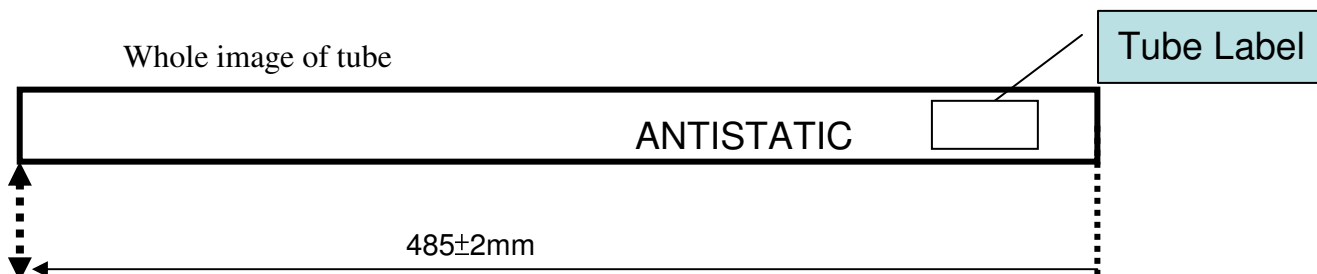 Tube Label
Whole image of tube
ANTISTATIC
485±2mm